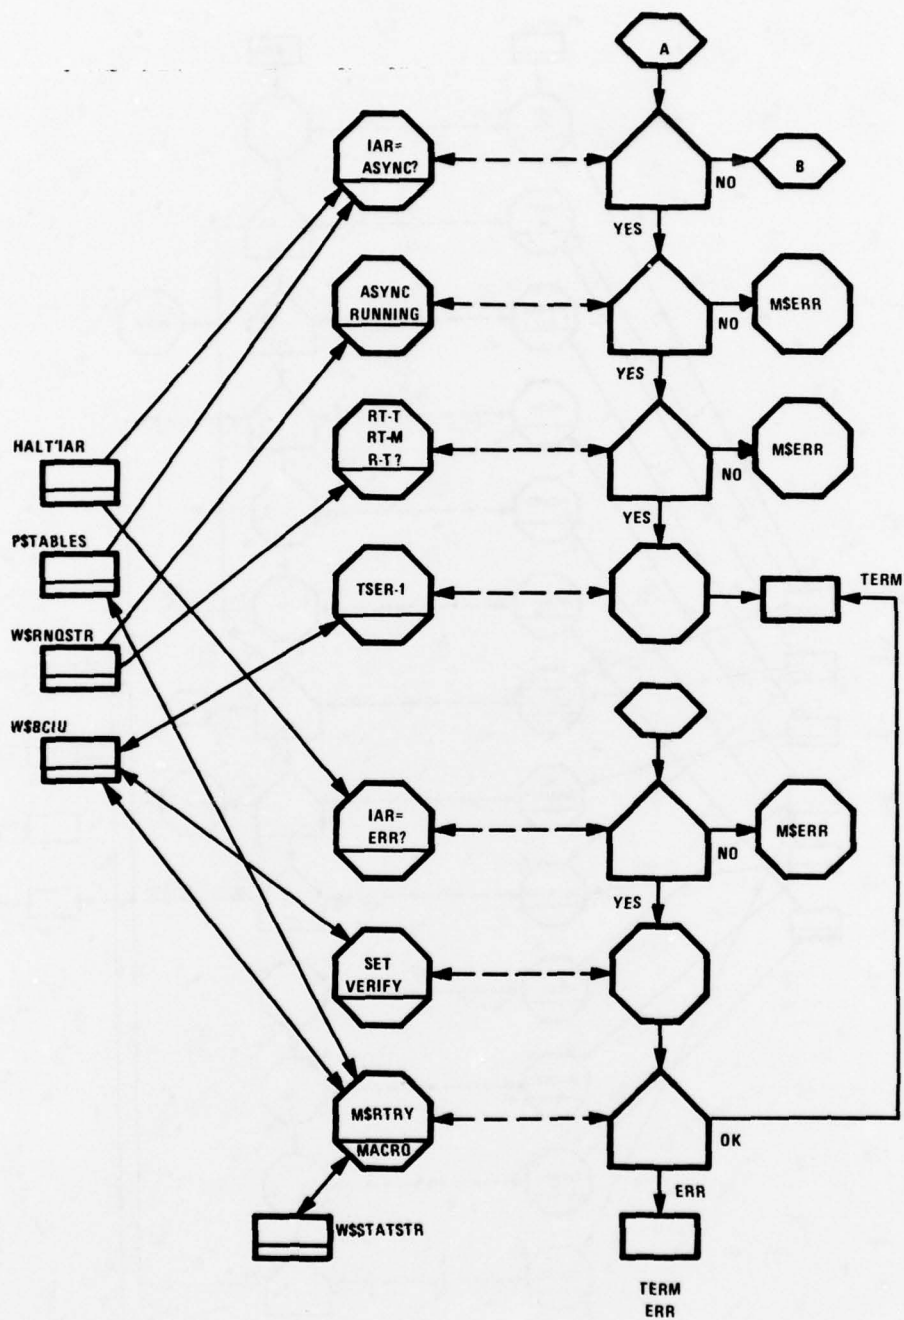 A
IAR=
ASYNC?
NO
B
YES
ASYNC
RUNNING
NO
M$ERR
YES
RT-T
RT-M
R-T?
NO
M$ERR
HALT'IAR
YES
P$TABLES
TSER-1
TERM
W$RNQSTR
W$BCIU
IAR=
ERR?
NO
M$ERR
YES
SET
VERIFY
M$RTRY
MACRO
OK
ERR
W$STATSTR
TERM
ERR